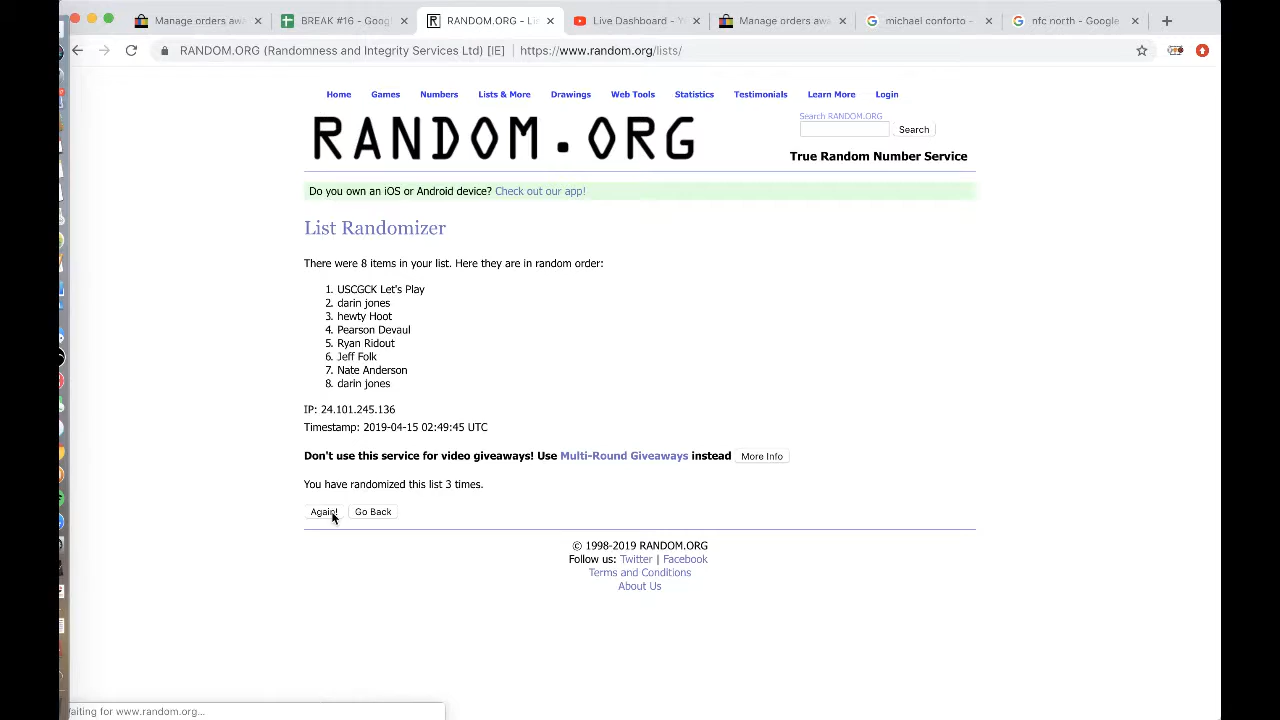 Manage orders aw
BREAK #16 - Googl
RANDOM.ORG - Lis
Live Dashboard - Y
Manage orders aw
michael conforro -
nfc north - Google
RANDOM.ORG (Randomness and Integrity Services Ltd) [IE] https://www.random.org/lists/
Home Games Numbers Lists & More Drawings Web Tools Statistics Testimonials Learn More Login
RANDOM.ORG
Search RANDOM.ORG
Search
True Random Number Service
Do you own an iOS or Android device? Check out our app!
List Randomizer
There were 8 items in your list. Here they are in random order:
1. USCGCK Let's Play
2. darin jones
3. hewty Hoot
4. Pearson Devaul
5. Ryan Ridout
6. Jeff Folk
7. Nate Anderson
8. darin jones
IP: 24.101.245.136
Timestamp: 2019-04-15 02:49:45 UTC
Don't use this service for video giveaways! Use Multi-Round Giveaways instead More Info
You have randomized this list 3 times.
Again! Go Back
© 1998-2019 RANDOM.ORG
Follow us: Twitter | Facebook
Terms and Conditions
About Us
aiting for www.random.org...